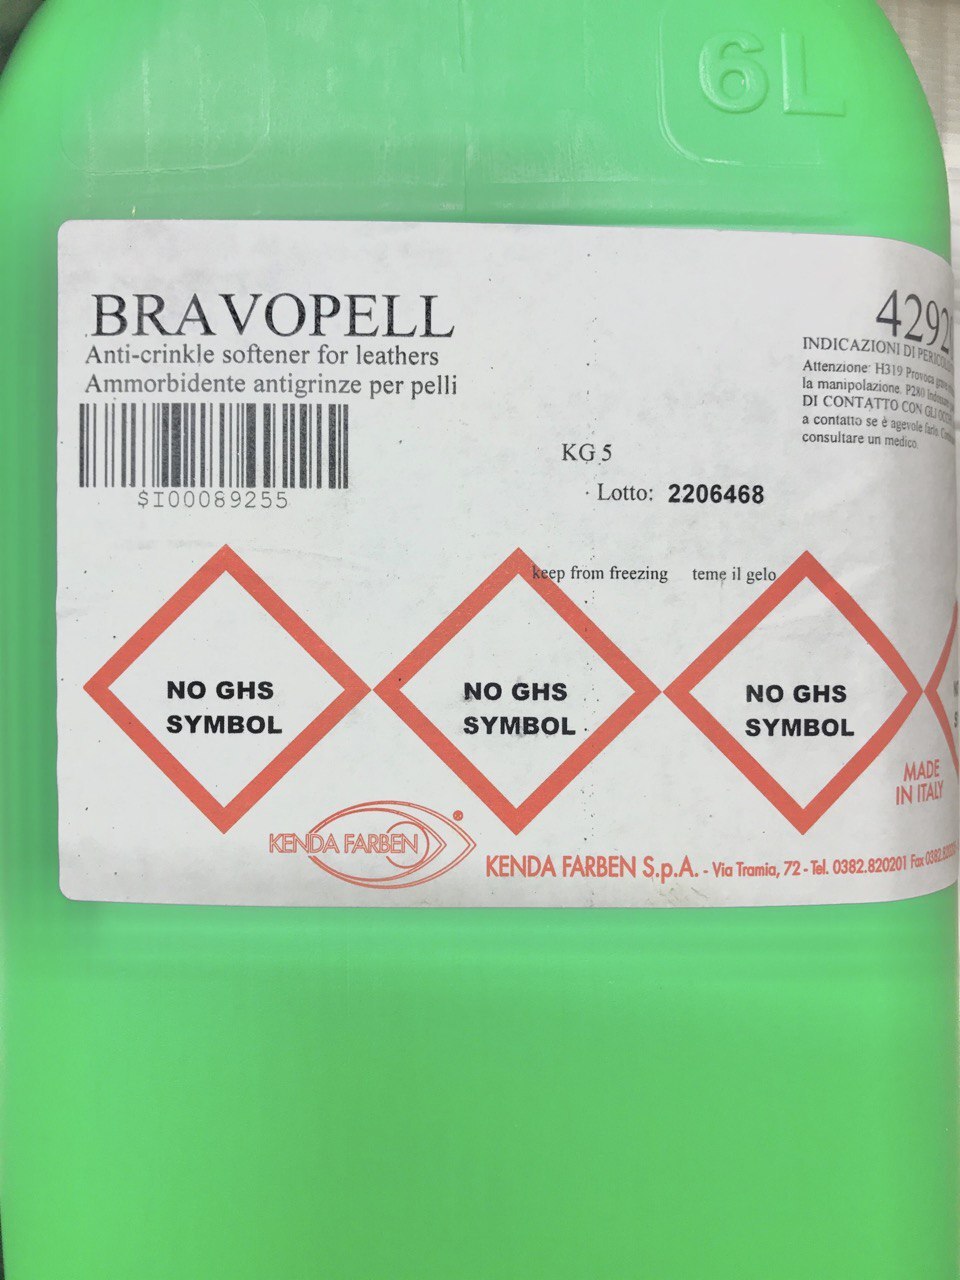 6L
BRAVOPELL
Anti-crinkle softener for leathers
Ammorbidente antigrinze per pelli
$I00089255
KG 5
Lotto: 2206468
keep from freezing teme il gelo
INDICAZIONI DI
Attenzione: H319 Provoca grave
la manipolazione. P280
DI CONTATTO CON GLI
a contatto se è agevole farlo.
consultare un medico.
NO GHS
SYMBOL
NO GHS
SYMBOL
NO GHS
SYMBOL
MADE
IN ITALY
KENDA FARBEN
KENDA FARBEN S.p.A. - Via Tramia, 72 - Tel. 0382.820201 Fax